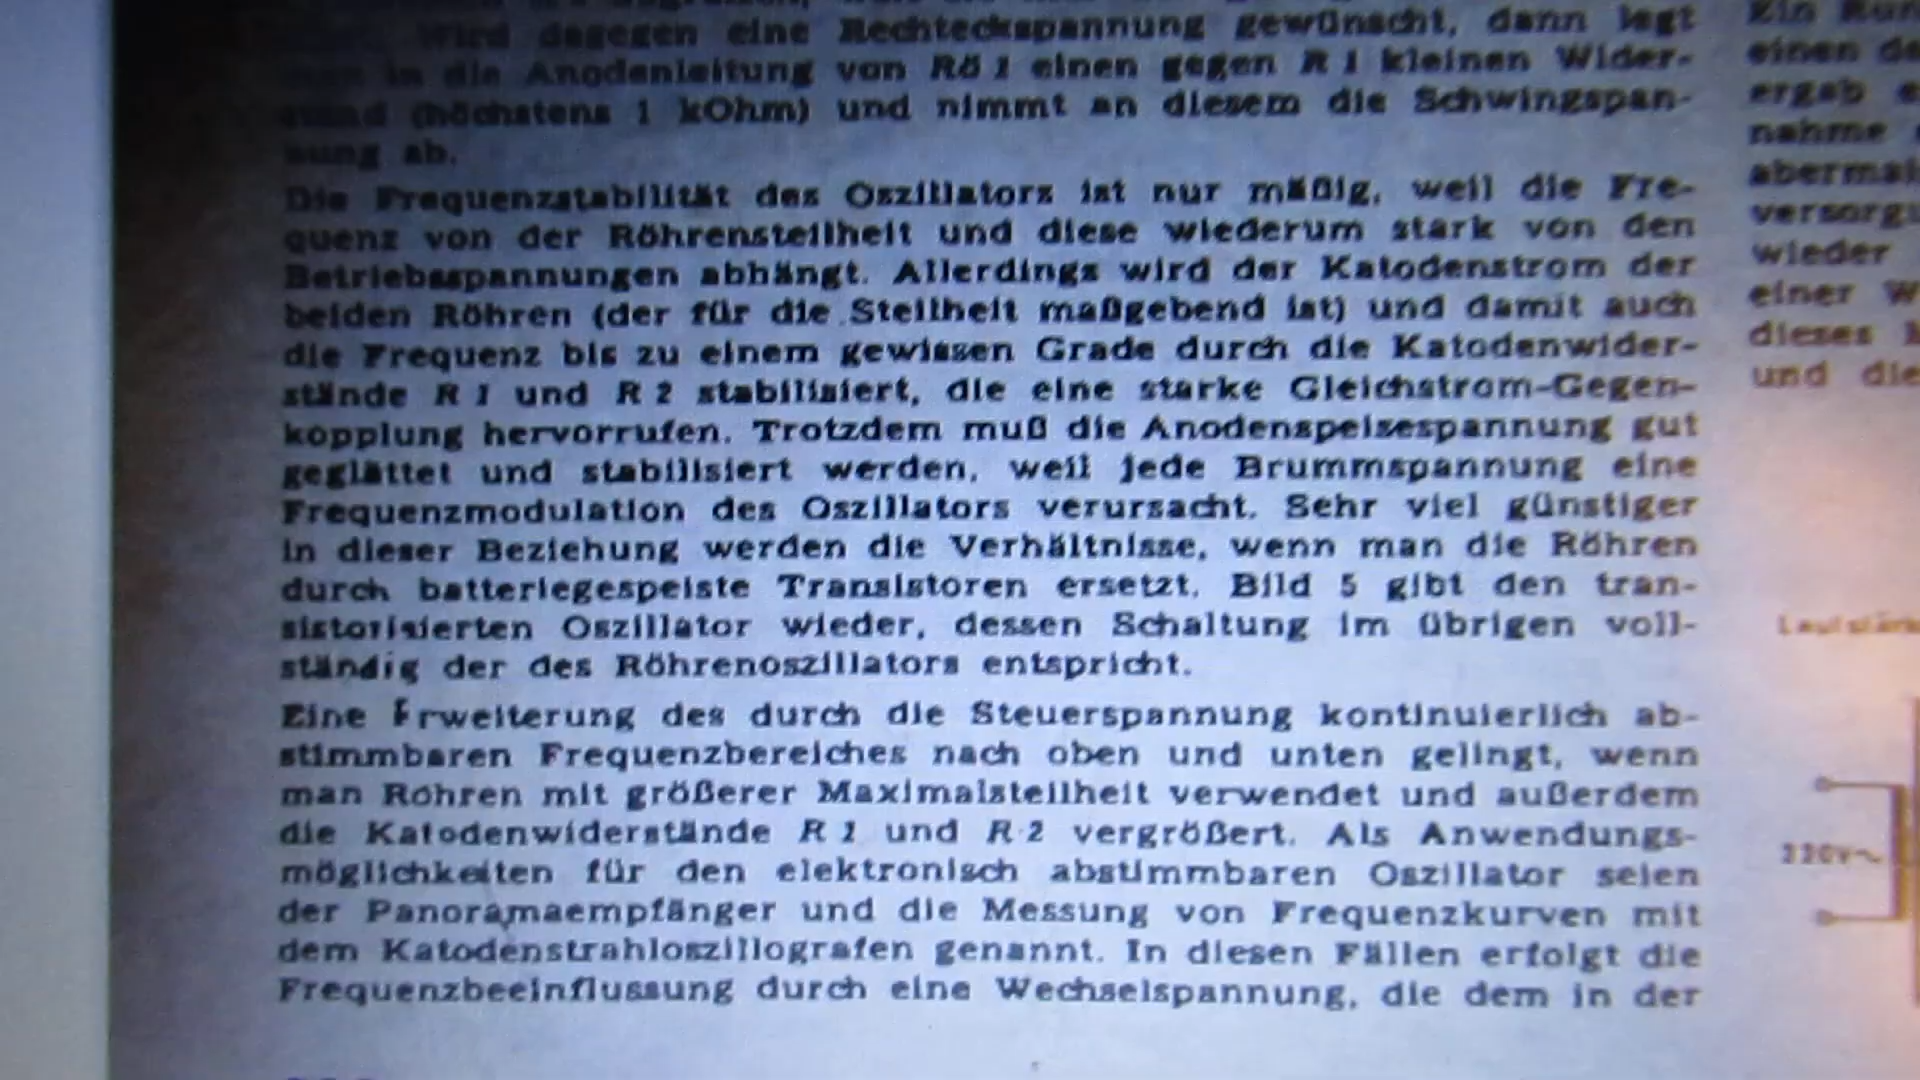 wird dagegen eine Rechteckspannung gewünscht, dann legt
in die Anodenleitung von Rö 1 einen gegen R 1 kleinen Wider-
stand (höchstens 1 kOhm) und nimmt an diesem die Schwingspan-
nung ab.
Die Frequenzstabilität des Oszillators ist nur mäßig, weil die Fre-
quenz von der Röhrensteilheit und diese wiederum stark von den
Betriebsspannungen abhängt. Allerdings wird der Katodenstrom der
beiden Röhren (der für die Steilheit maßgebend ist) und damit auch
die Frequenz bis zu einem gewissen Grade durch die Katodenwider-
stände R 1 und R 2 stabilisiert, die eine starke Gleichstrom-Gegen-
kopplung hervorrufen. Trotzdem muß die Anodenspeisespannung gut
geglättet und stabilisiert werden, weil jede Brummspannung eine
Frequenzmodulation des Oszillators verursacht. Sehr viel günstiger
in dieser Beziehung werden die Verhältnisse, wenn man die Röhren
durch batteriegespeiste Transistoren ersetzt. Bild 5 gibt den tran-
sistorisierten Oszillator wieder, dessen Schaltung im übrigen voll-
ständig der des Röhrenoszillators entspricht.
Eine Erweiterung des durch die Steuerspannung kontinuierlich ab-
stimmbaren Frequenzbereiches nach oben und unten gelingt, wenn
man Röhren mit größerer Maximalsteilheit verwendet und außerdem
die Katodenwiderstände R 1 und R 2 vergrößert. Als Anwendungs-
möglichkeiten für den elektronisch abstimmbaren Oszillator seien
der Panoramaempfänger und die Messung von Frequenzkurven mit
dem Katodenstrahloszillografen genannt. In diesen Fällen erfolgt die
Frequenzbeeinflussung durch eine Wechselspannung, die dem in der
Ein
einen
ergab
nahme
abermal
versorgu
wieder
einer
dieses
und die
Lautstärk
220V~